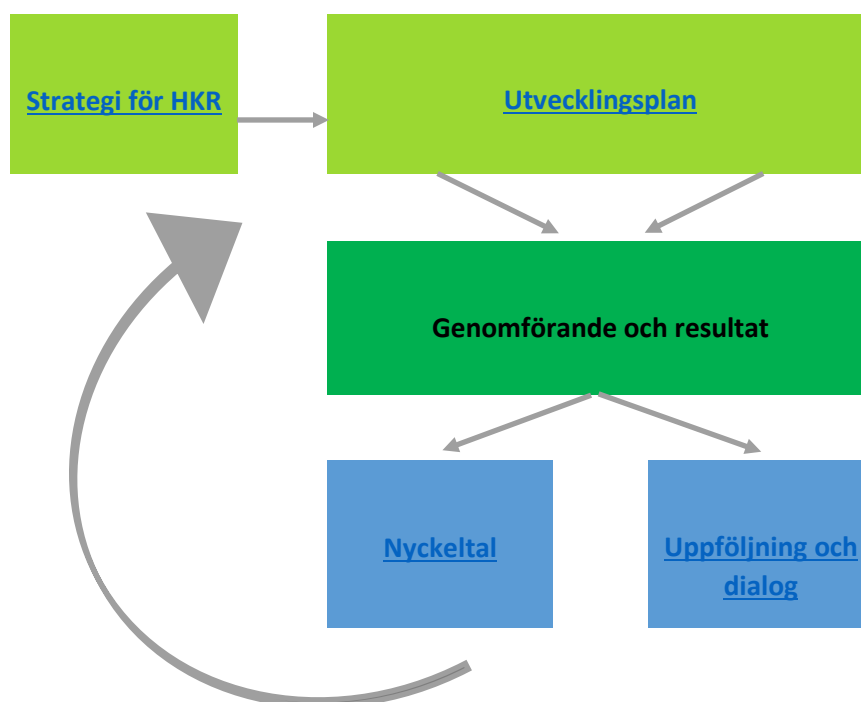 Strategi för HKR
Utvecklingsplan
Genomförande och resultat
Nyckeltal
Uppföljning och
dialog